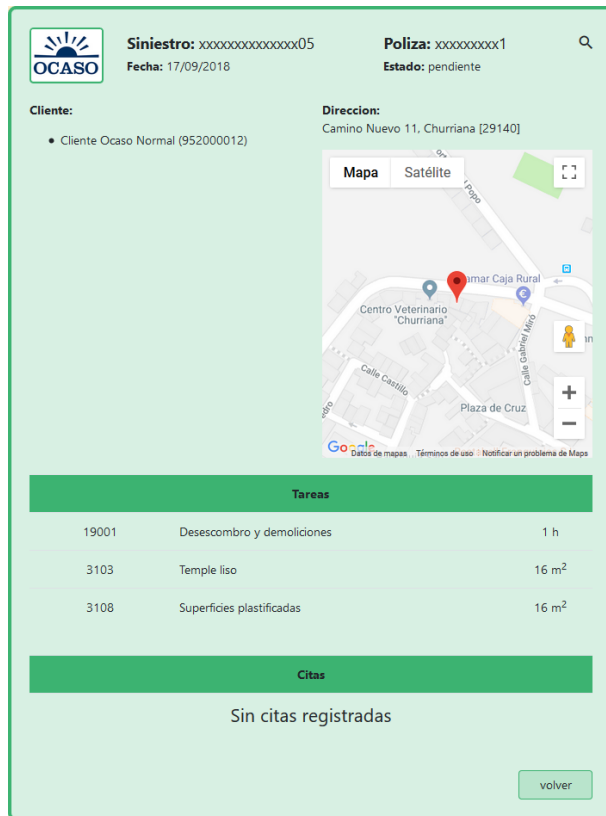 OCASO
Siniestro: xxxxxxxxxxxxxx05
Fecha: 17/09/2018
Poliza: xxxxxxxxx1
Estado: pendiente
Cliente:
Cliente Ocaso Normal (952000012)
Direccion:
Camino Nuevo 11, Churriana [29140]
Mapa Satélite
Popo
amar Caja Rural
Centro Veterinario
"Churriana"
Calle Gabriel Miró
Calle Castillo
Plaza de Cruz
Google
Datos de mapas Términos de uso Notificar un problema de Maps
Tareas
19001 Desescombro y demoliciones 1 h
3103 Temple liso 16 m²
3108 Superficies plastificadas 16 m²
Citas
Sin citas registradas
volver